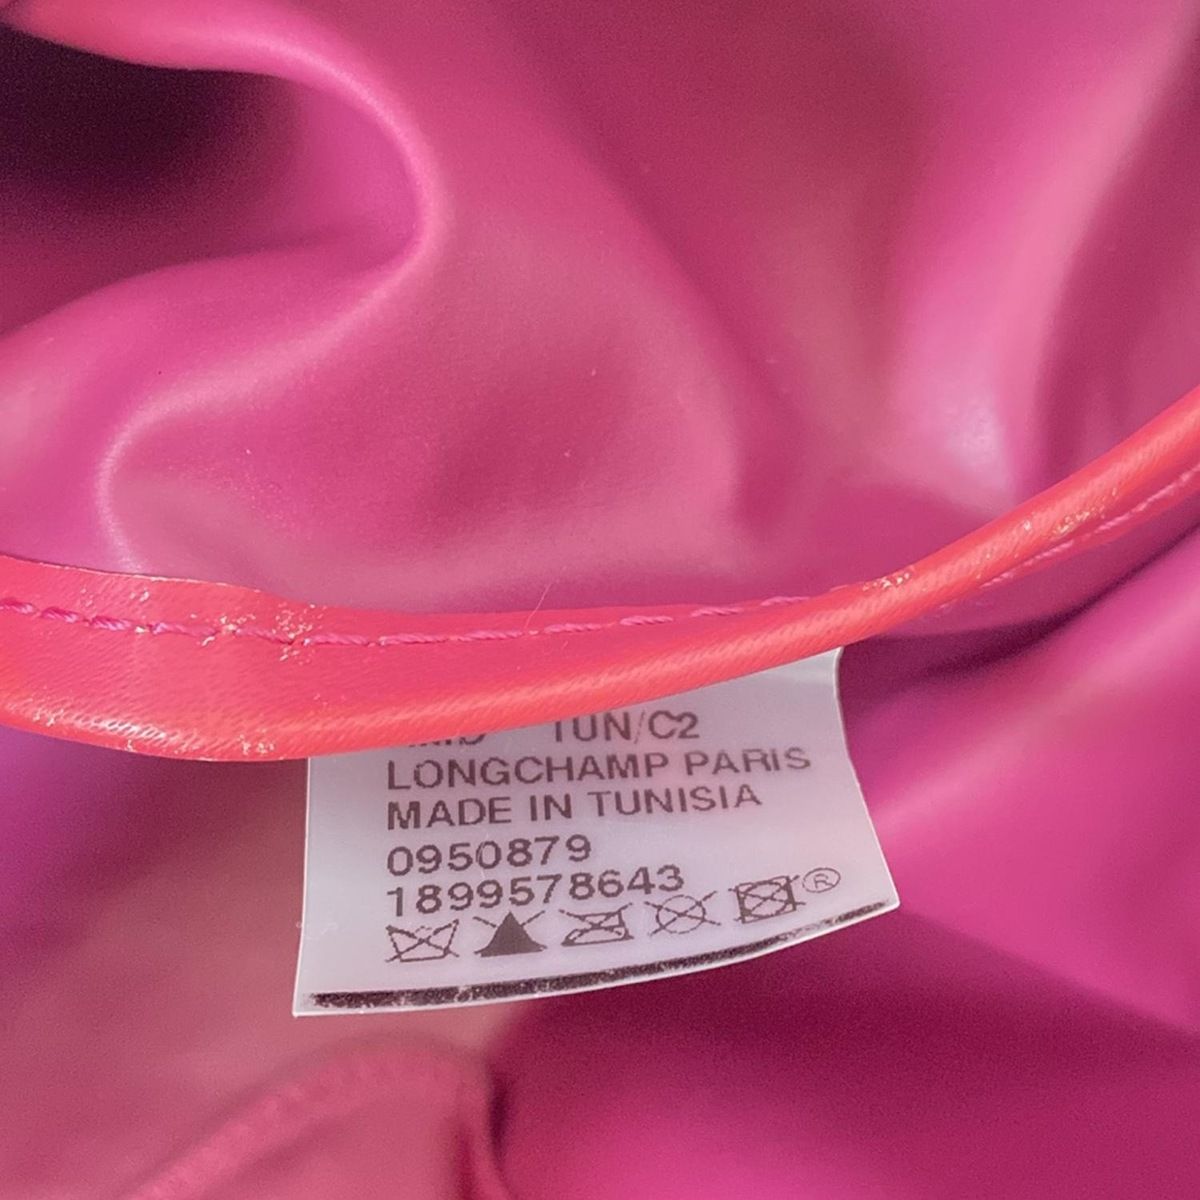 TUN/C2
LONGCHAMP PARIS
MADE IN TUNISIA
0950879
1899578643
®